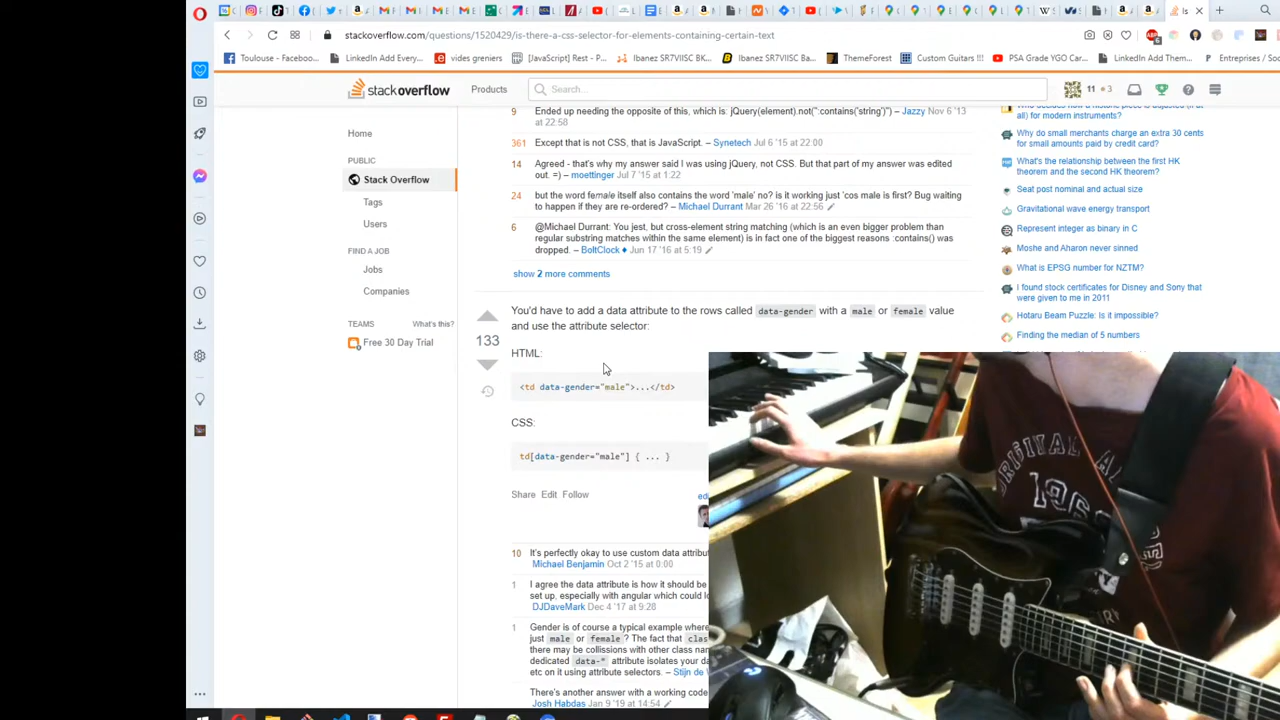 Is
stackoverflow.com/questions/1520429/is-there-a-css-selector-for-elements-containing-certain-text
Toulouse - Faceboo...
LinkedIn Add Every...
vides greniers
[JavaScript] Rest - P...
Ibanez SR7VIISC BK...
Ibanez SR7VIISC Bal...
ThemeForest
Custom Guitars !!!
PSA Grade YGO Car...
LinkedIn Add Them...
Entreprises / Soc
stackoverflow
Products
Search...
11 3
Home
PUBLIC
Stack Overflow
Tags
Users
FIND A JOB
Jobs
Companies
TEAMS What's this?
Free 30 Day Trial
9 Ended up needing the opposite of this, which is: jQuery(element).not(":contains('string')") – Jazzy Nov 6 '13
at 22:58
361 Except that is not CSS, that is JavaScript. – Synetech Jul 6 '15 at 22:00
14 Agreed - that's why my answer said I was using jQuery, not CSS. But that part of my answer was edited
out. =) – moettinger Jul 7 '15 at 1:22
24 but the word female itself also contains the word 'male' no? is it working just 'cos male is first? Bug waiting
to happen if they are re-ordered? – Michael Durrant Mar 26 '16 at 22:56
6 @Michael Durrant: You jest, but cross-element string matching (which is an even bigger problem than
regular substring matches within the same element) is in fact one of the biggest reasons :contains() was
dropped. – BoltClock ♦ Jun 17 '16 at 5:19
show 2 more comments
You'd have to add a data attribute to the rows called data-gender with a male or female value
and use the attribute selector:
133
HTML:
<td data-gender="male">...</td>
CSS:
td[data-gender="male"] { ... }
Share Edit Follow
edi
10 It's perfectly okay to use custom data attribut
Michael Benjamin Oct 2 '15 at 0:00
1 I agree the data attribute is how it should be
set up, especially with angular which could lo
DJDaveMark Dec 4 '17 at 9:28
1 Gender is of course a typical example where
just male or female? The fact that clas
there may be collisions with other class nam
dedicated data-* attribute isolates your da
etc on it using attribute selectors. – Stijn de W
There's another answer with a working code
Josh Habdas Jan 9 '19 at 14:54
all) for modern instruments?
Why do small merchants charge an extra 30 cents
for small amounts paid by credit card?
What's the relationship between the first HK
theorem and the second HK theorem?
Seat post nominal and actual size
Gravitational wave energy transport
Represent integer as binary in C
Moshe and Aharon never sinned
What is EPSG number for NZTM?
I found stock certificates for Disney and Sony that
were given to me in 2011
Hotaru Beam Puzzle: Is it impossible?
Finding the median of 5 numbers
ORIGINAL